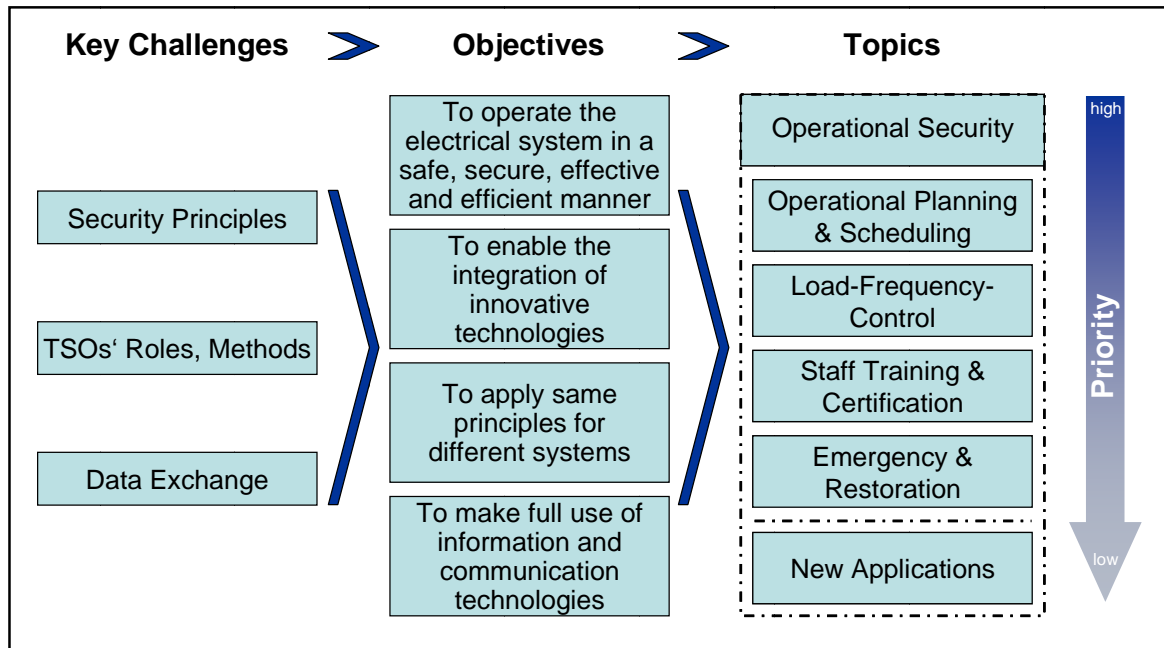 Key Challenges
Objectives
Topics
Security Principles
TSOs‘ Roles, Methods
Data Exchange
To operate the
electrical system in a
safe, secure, effective
and efficient manner
To enable the
integration of
innovative
technologies
To apply same
principles for
different systems
To make full use of
information and
communication
technologies
Operational Security
Operational Planning
& Scheduling
Load-Frequency-
Control
Staff Training &
Certification
Emergency &
Restoration
New Applications
high
Priority
low